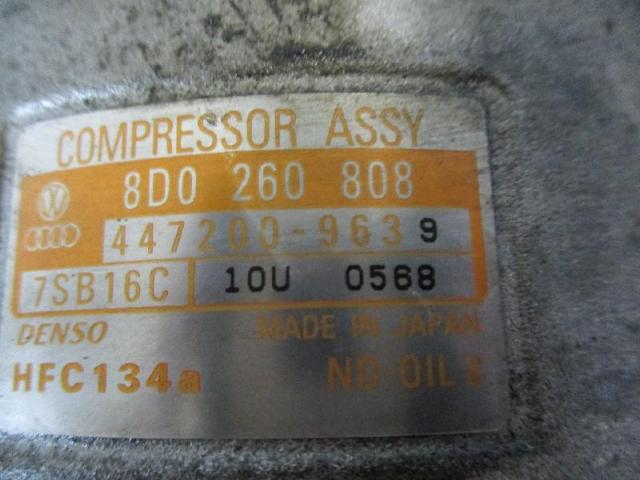 COMPRESSOR ASSY
8D0 260 808
447200-9639
7SB16C 10U 0568
DENSO MADE IN JAPAN
HFC134a ND-OIL 8